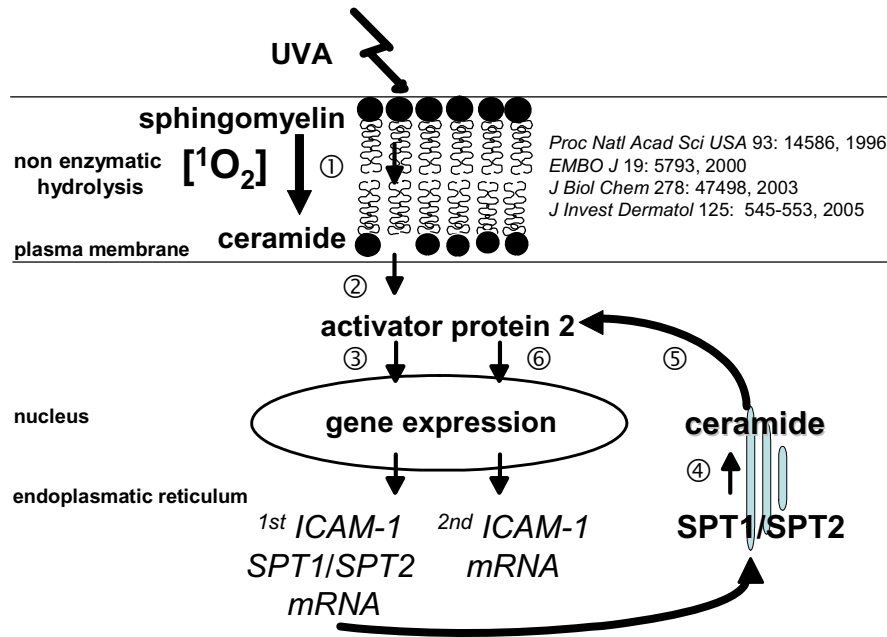 UVA
sphingomyelin
non enzymatic
hydrolysis
[¹O₂]
①
ceramide
plasma membrane
Proc Natl Acad Sci USA 93: 14586, 1996
EMBO J 19: 5793, 2000
J Biol Chem 278: 47498, 2003
J Invest Dermatol 125: 545-553, 2005
②
activator protein 2
③
⑥
⑤
nucleus
gene expression
ceramide
④
endoplasmatic reticulum
SPT1/SPT2
1st ICAM-1
SPT1/SPT2
mRNA
2nd ICAM-1
mRNA